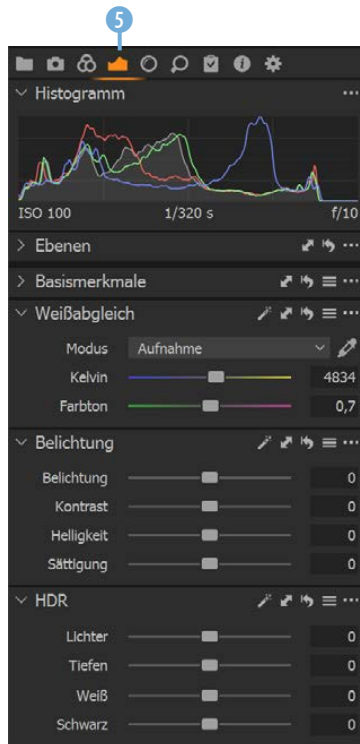 5
Histogramm
ISO 100 1/320 s f/10
Ebenen
Basismerkmale
Weißabgleich
Modus Aufnahme
Kelvin 4834
Farbton 0,7
Belichtung
Belichtung 0
Kontrast 0
Helligkeit 0
Sättigung 0
HDR
Lichter 0
Tiefen 0
Weiß 0
Schwarz 0